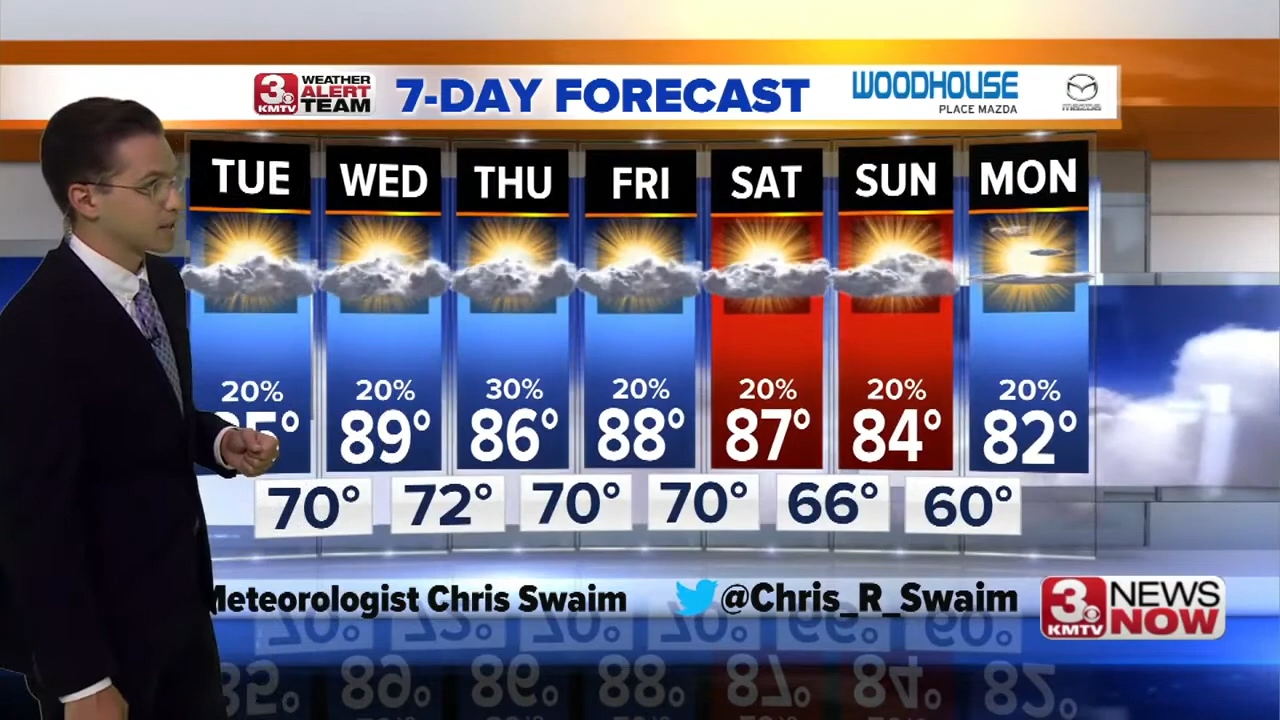 3 KMTV WEATHER ALERT TEAM 7-DAY FORECAST WOODHOUSE PLACE MAZDA
TUE WED THU FRI SAT SUN MON
20% 20% 30% 20% 20% 20% 20%
85° 89° 86° 88° 87° 84° 82°
70° 72° 70° 70° 66° 60°
Meteorologist Chris Swaim @Chris_R_Swaim
3 KMTV NEWS NOW